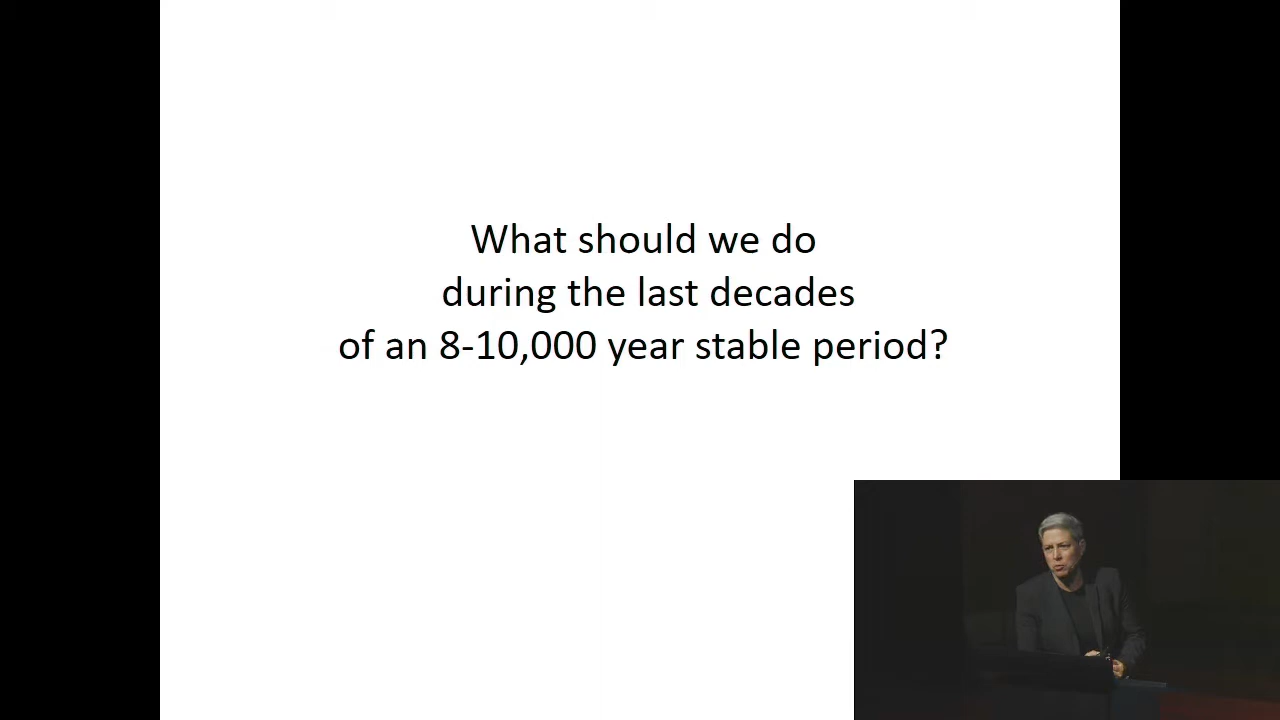 What should we do
during the last decades
of an 8-10,000 year stable period?